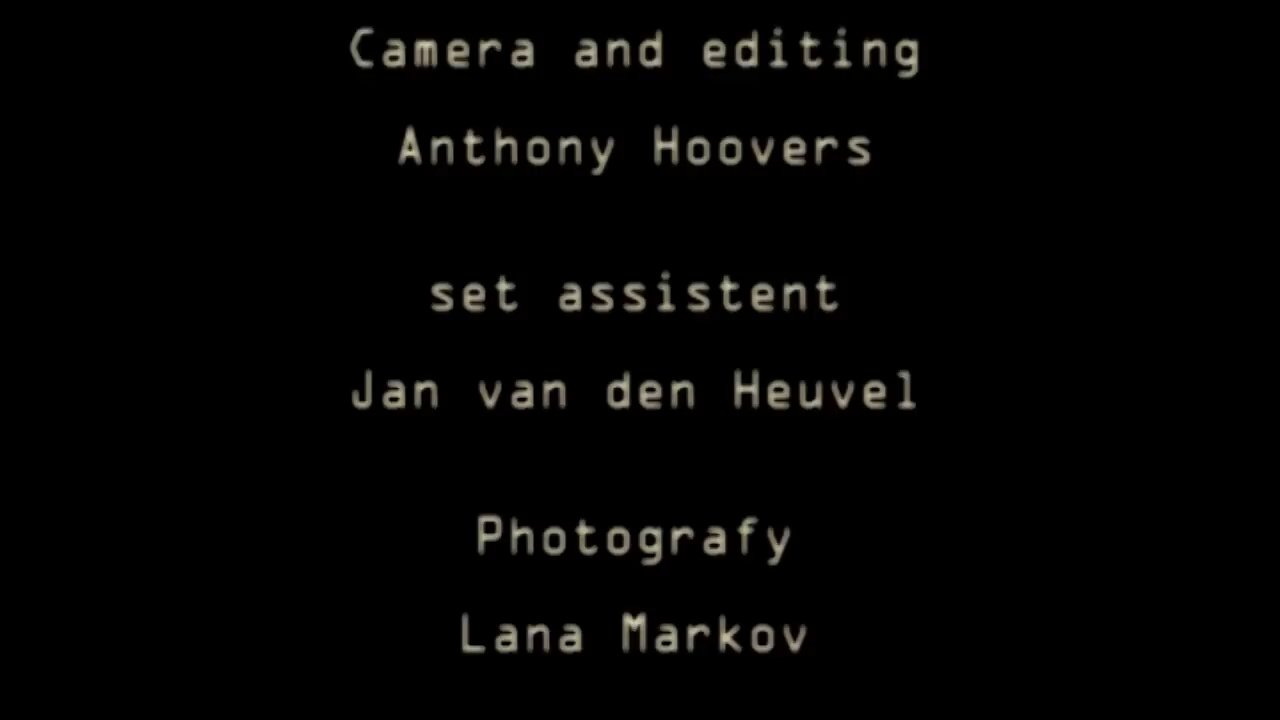 Camera and editing
Anthony Hoovers
set assistent
Jan van den Heuvel
Photografy
Lana Markov